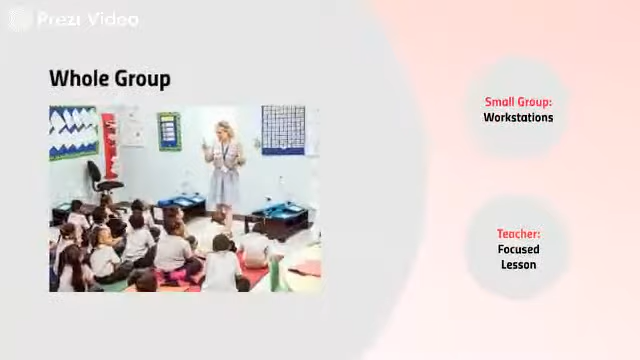 Prezi Video
Whole Group
Small Group:
Workstations
Teacher:
Focused
Lesson